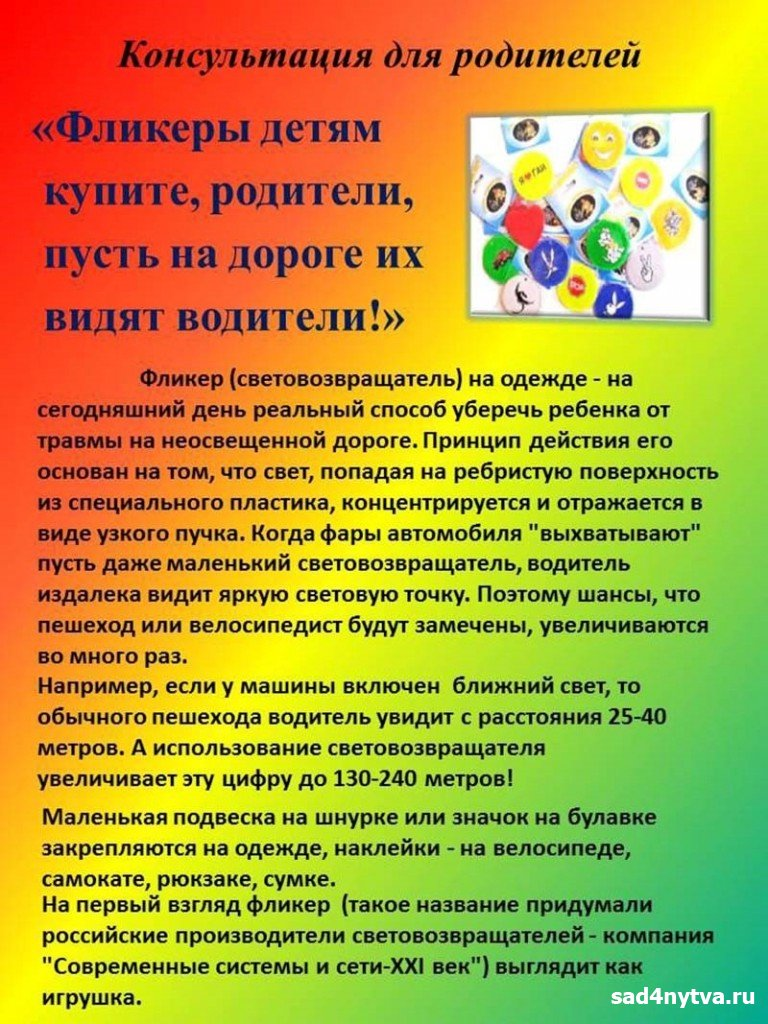 Консультация для родителей
«Фликеры детям
купите, родители,
пусть на дороге их
видят водители!»
Я ГАИ
STOP
Фликер (световозвращатель) на одежде - на
сегодняшний день реальный способ уберечь ребенка от
травмы на неосвещенной дороге. Принцип действия его
основан на том, что свет, попадая на ребристую поверхность
из специального пластика, концентрируется и отражается в
виде узкого пучка. Когда фары автомобиля "выхватывают"
пусть даже маленький световозвращатель, водитель
издалека видит яркую световую точку. Поэтому шансы, что
пешеход или велосипедист будут замечены, увеличиваются
во много раз.
Например, если у машины включен ближний свет, то
обычного пешехода водитель увидит с расстояния 25-40
метров. А использование световозвращателя
увеличивает эту цифру до 130-240 метров!
Маленькая подвеска на шнурке или значок на булавке
закрепляются на одежде, наклейки - на велосипеде,
самокате, рюкзаке, сумке.
На первый взгляд фликер (такое название придумали
российские производители световозвращателей - компания
"Современные системы и сети-XXI век") выглядит как
игрушка.
sad4nytva.ru